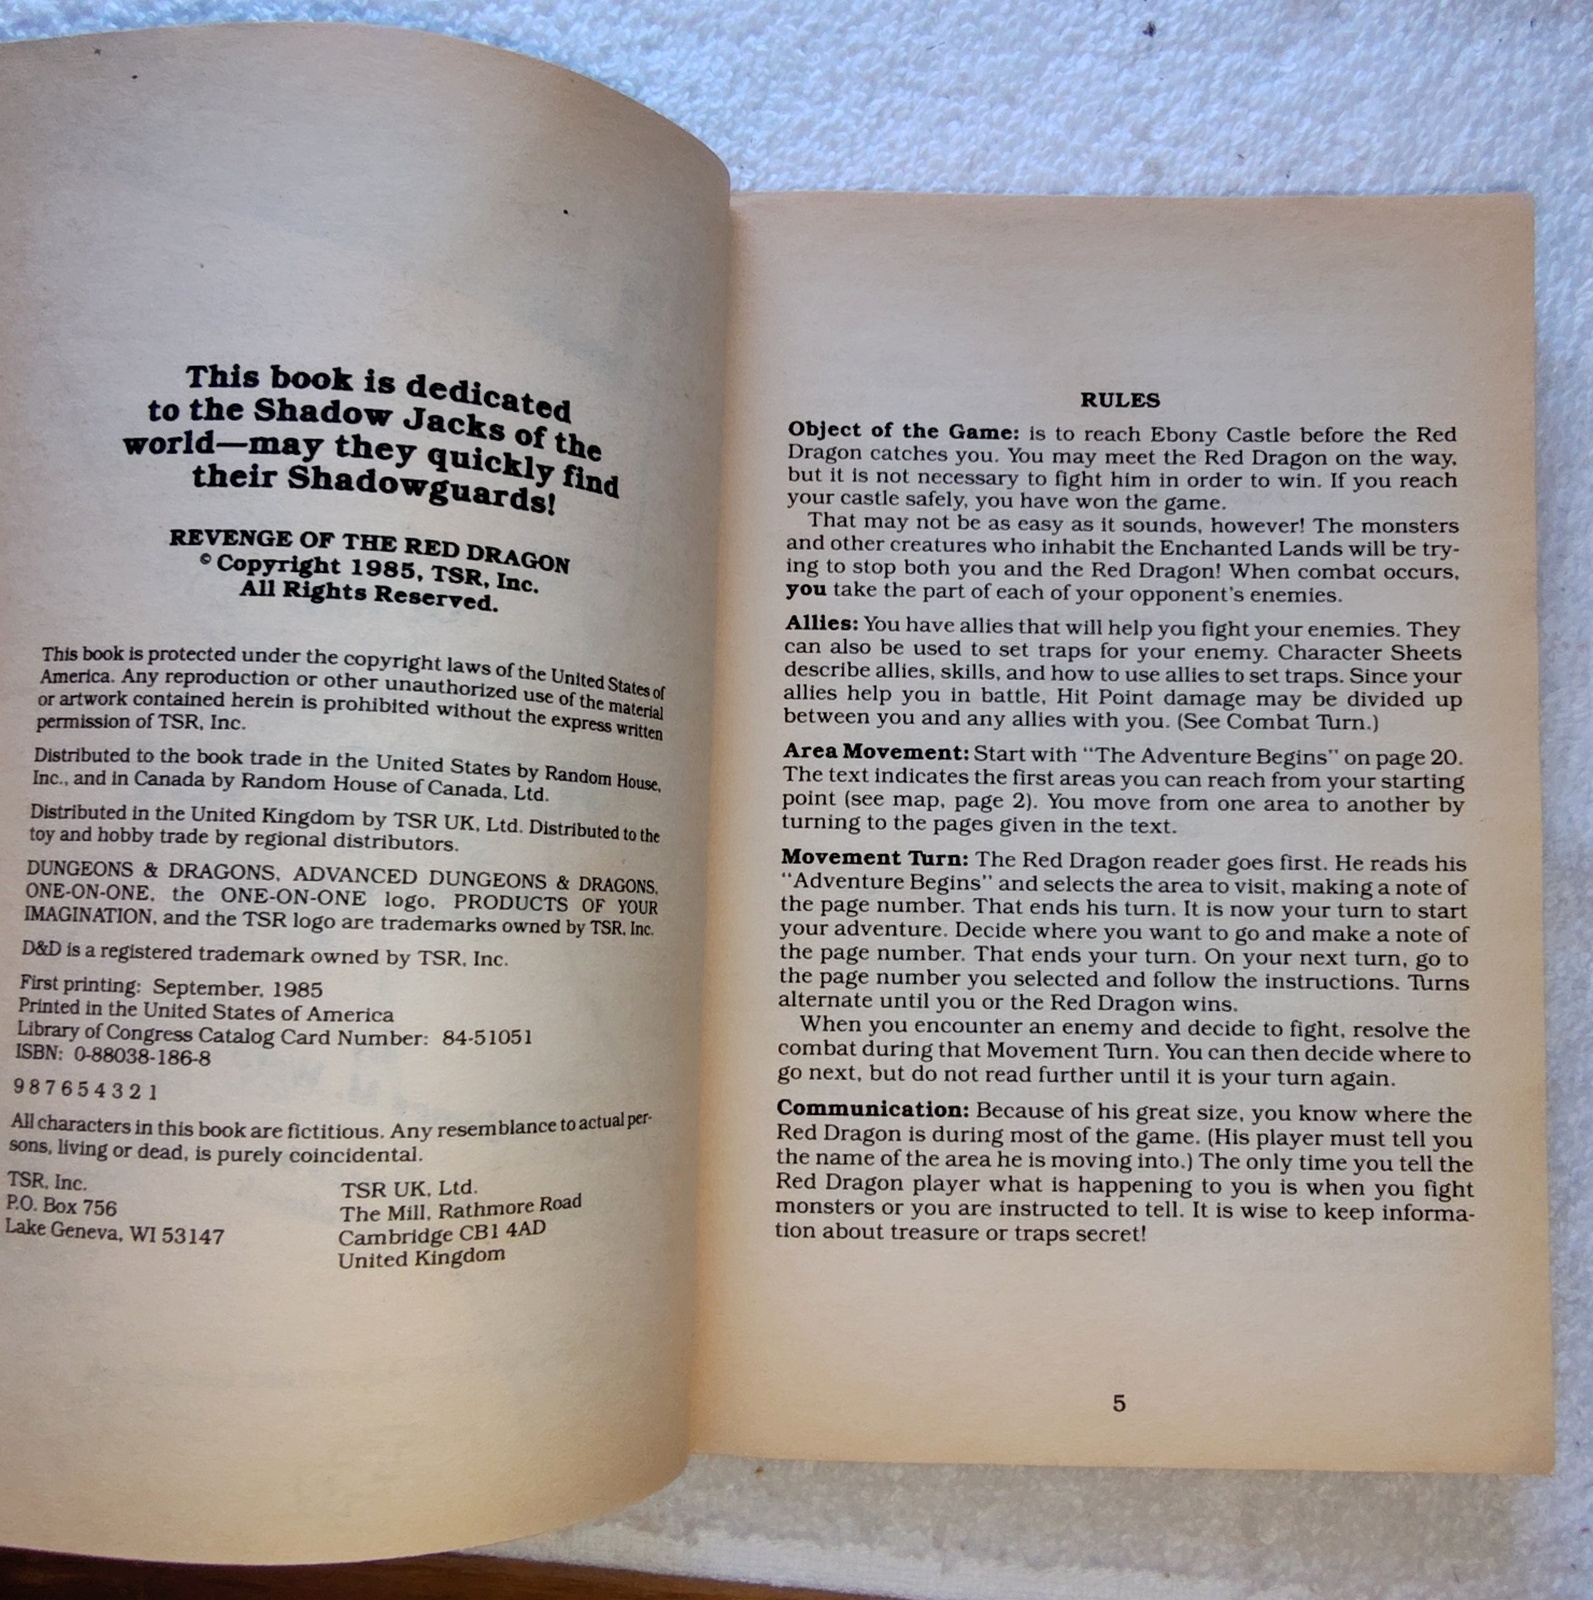 This book is dedicated
to the Shadow Jacks of the
world—may they quickly find
their Shadowguards!
REVENGE OF THE RED DRAGON
© Copyright 1985, TSR, Inc.
All Rights Reserved.
This book is protected under the copyright laws of the United States of
America. Any reproduction or other unauthorized use of the material
or artwork contained herein is prohibited without the express written
permission of TSR, Inc.
Distributed to the book trade in the United States by Random House,
Inc., and in Canada by Random House of Canada, Ltd.
Distributed in the United Kingdom by TSR UK, Ltd. Distributed to the
toy and hobby trade by regional distributors.
DUNGEONS & DRAGONS, ADVANCED DUNGEONS & DRAGONS,
ONE-ON-ONE, the ONE-ON-ONE logo, PRODUCTS OF YOUR
IMAGINATION, and the TSR logo are trademarks owned by TSR, Inc.
D&D is a registered trademark owned by TSR, Inc.
First printing: September, 1985
Printed in the United States of America
Library of Congress Catalog Card Number: 84-51051
ISBN: 0-88038-186-8
9 8 7 6 5 4 3 2 1
All characters in this book are fictitious. Any resemblance to actual per-
sons, living or dead, is purely coincidental.
TSR, Inc.
P.O. Box 756
Lake Geneva, WI 53147
TSR UK, Ltd.
The Mill, Rathmore Road
Cambridge CB1 4AD
United Kingdom
RULES
Object of the Game: is to reach Ebony Castle before the Red
Dragon catches you. You may meet the Red Dragon on the way,
but it is not necessary to fight him in order to win. If you reach
your castle safely, you have won the game.
That may not be as easy as it sounds, however! The monsters
and other creatures who inhabit the Enchanted Lands will be try-
ing to stop both you and the Red Dragon! When combat occurs,
you take the part of each of your opponent's enemies.
Allies: You have allies that will help you fight your enemies. They
can also be used to set traps for your enemy. Character Sheets
describe allies, skills, and how to use allies to set traps. Since your
allies help you in battle, Hit Point damage may be divided up
between you and any allies with you. (See Combat Turn.)
Area Movement: Start with "The Adventure Begins" on page 20.
The text indicates the first areas you can reach from your starting
point (see map, page 2). You move from one area to another by
turning to the pages given in the text.
Movement Turn: The Red Dragon reader goes first. He reads his
"Adventure Begins" and selects the area to visit, making a note of
the page number. That ends his turn. It is now your turn to start
your adventure. Decide where you want to go and make a note of
the page number. That ends your turn. On your next turn, go to
the page number you selected and follow the instructions. Turns
alternate until you or the Red Dragon wins.
When you encounter an enemy and decide to fight, resolve the
combat during that Movement Turn. You can then decide where to
go next, but do not read further until it is your turn again.
Communication: Because of his great size, you know where the
Red Dragon is during most of the game. (His player must tell you
the name of the area he is moving into.) The only time you tell the
Red Dragon player what is happening to you is when you fight
monsters or you are instructed to tell. It is wise to keep informa-
tion about treasure or traps secret!
5